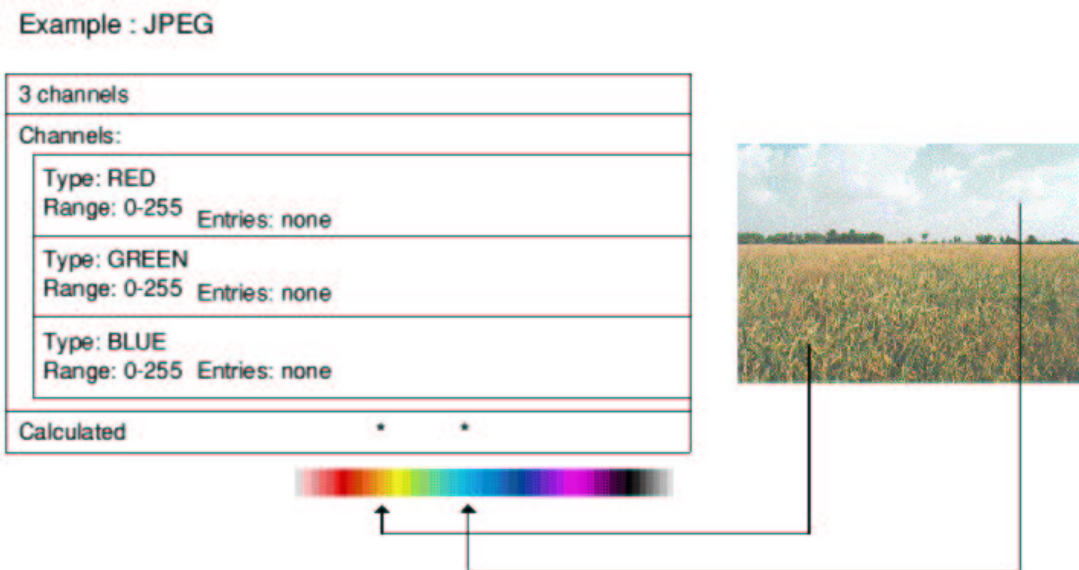 Example : JPEG
3 channels
Channels:
Type: RED
Range: 0-255 Entries: none
Type: GREEN
Range: 0-255 Entries: none
Type: BLUE
Range: 0-255 Entries: none
Calculated * *